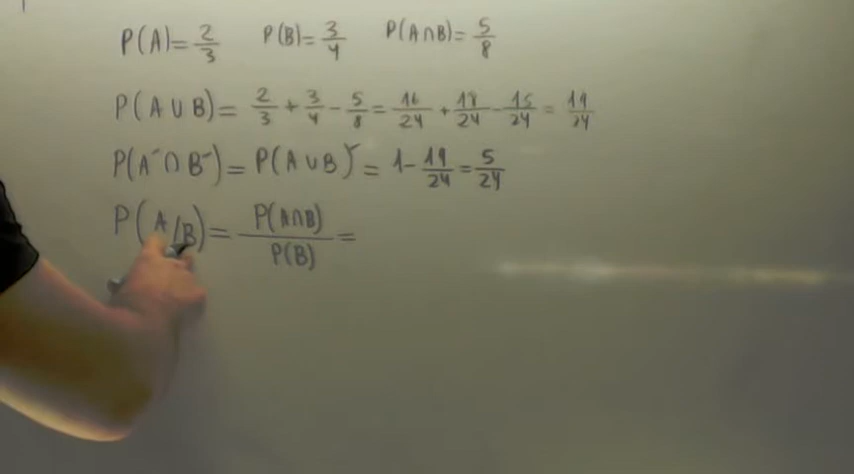 P(A)= 2/3 P(B)= 3/4 P(A∩B)= 5/8
P(A∪B)= 2/3 + 3/4 - 5/8 = 16/24 + 18/24 - 15/24 = 19/24
P(A⁻∩B⁻)= P(A∪B)⁻ = 1- 19/24 = 5/24
P(A/B)= P(A∩B)/P(B) =